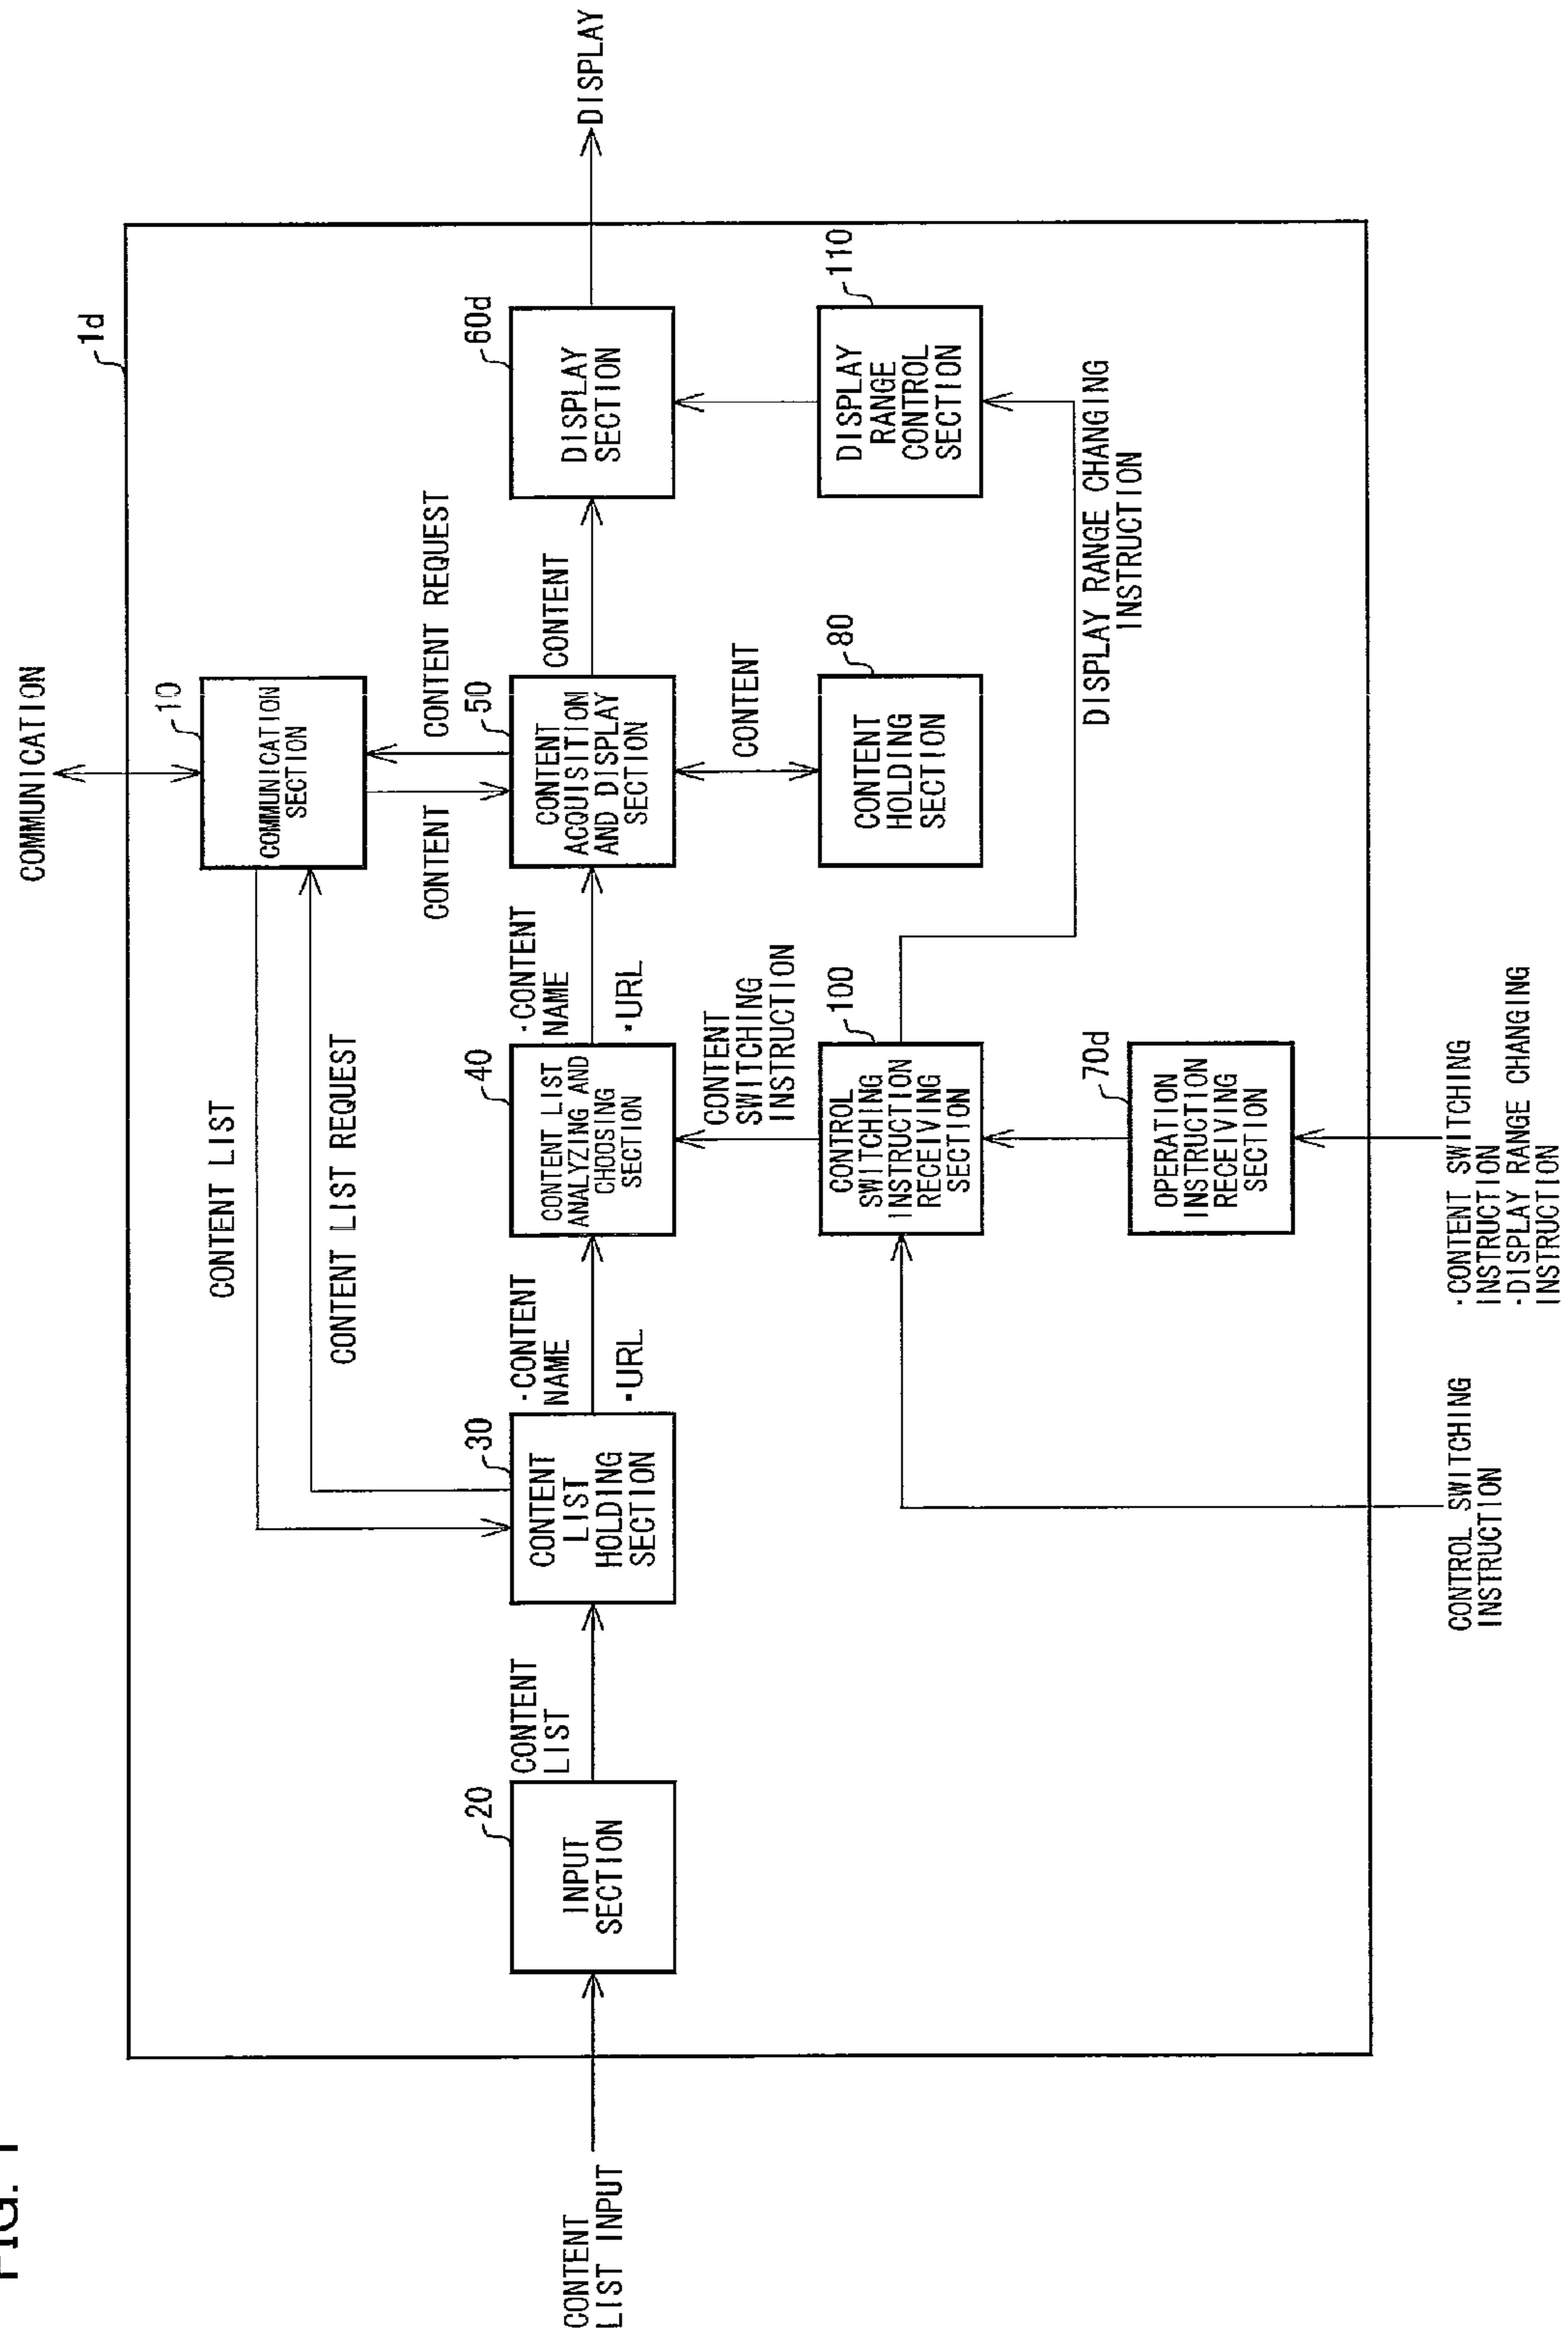 FIG. 1
CONTENT
LIST INPUT
20
INPUT
SECTION
CONTENT
LIST
30
CONTENT
LIST
HOLDING
SECTION
CONTENT LIST
CONTENT LIST REQUEST
·CONTENT
NAME
·URL
40
CONTENT LIST
ANALYZING AND
CHOOSING
SECTION
·CONTENT
NAME
·URL
COMMUNICATION
10
COMMUNICATION
SECTION
CONTENT
CONTENT REQUEST
50
CONTENT
ACQUISITION
AND DISPLAY
SECTION
CONTENT
1d
60d
DISPLAY
SECTION
DISPLAY
CONTENT
SWITCHING
INSTRUCTION
CONTENT
80
CONTENT
HOLDING
SECTION
110
DISPLAY
RANGE
CONTROL
SECTION
100
CONTROL
SWITCHING
INSTRUCTION
RECEIVING
SECTION
DISPLAY RANGE CHANGING
INSTRUCTION
70d
OPERATION
INSTRUCTION
RECEIVING
SECTION
CONTROL SWITCHING
INSTRUCTION
·CONTENT SWITCHING
INSTRUCTION
·DISPLAY RANGE CHANGING
INSTRUCTION